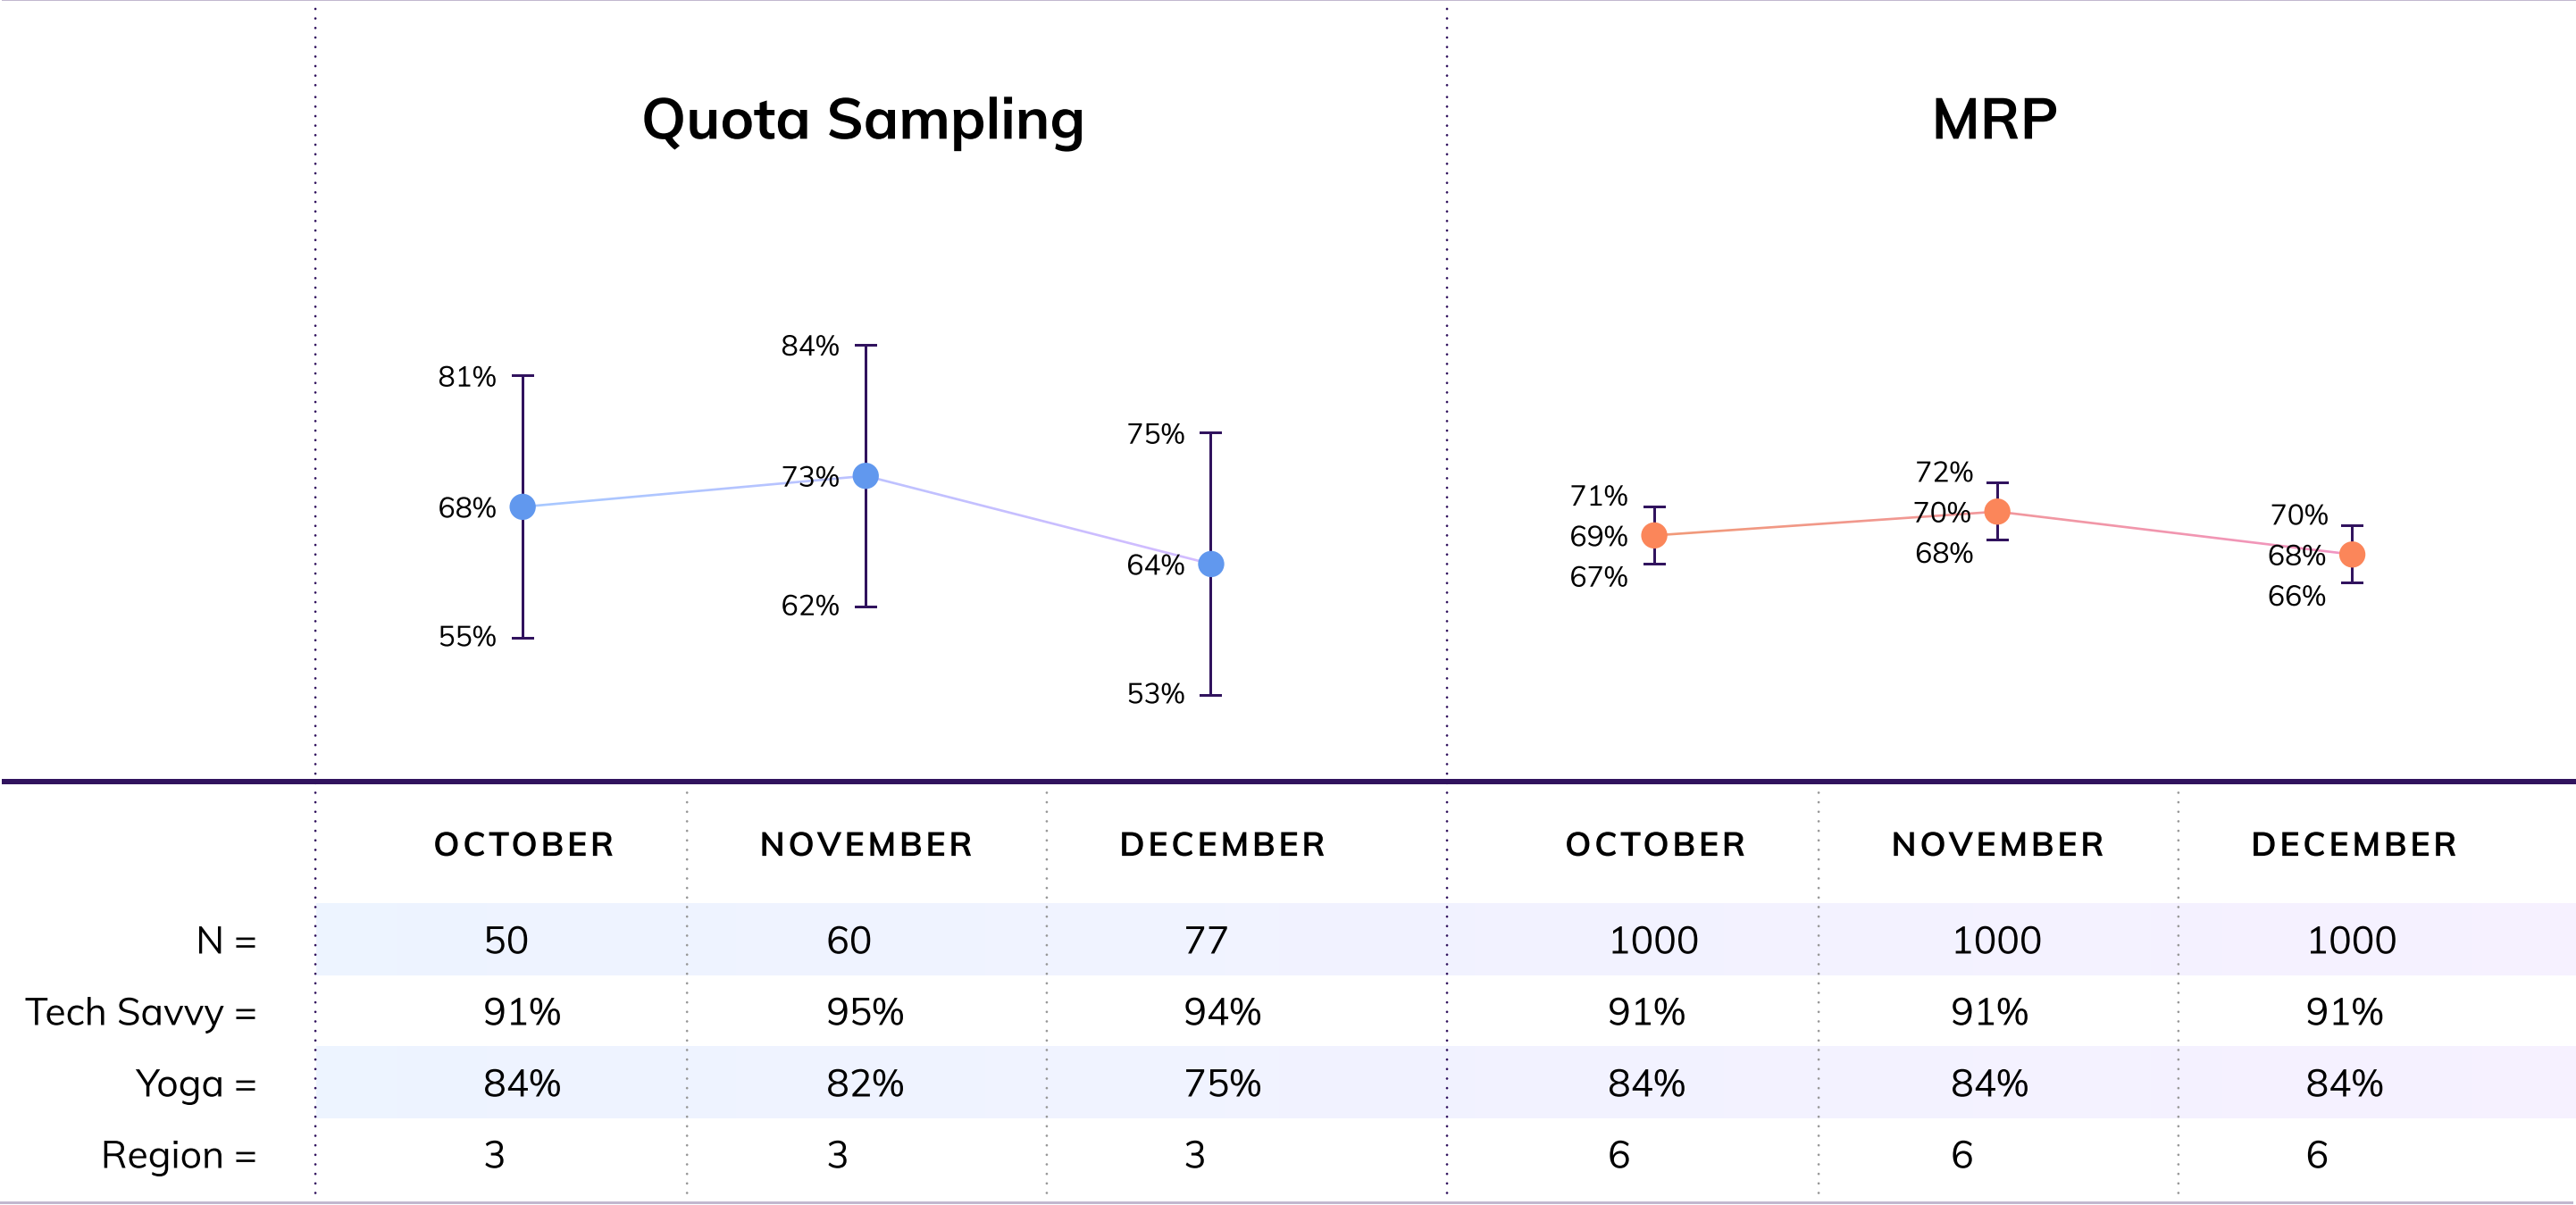 Quota Sampling
MRP
81%
68%
55%
84%
73%
62%
75%
64%
53%
71%
69%
67%
72%
70%
68%
70%
68%
66%
OCTOBER NOVEMBER DECEMBER OCTOBER NOVEMBER DECEMBER
N = 50 60 77 1000 1000 1000
Tech Savvy = 91% 95% 94% 91% 91% 91%
Yoga = 84% 82% 75% 84% 84% 84%
Region = 3 3 3 6 6 6